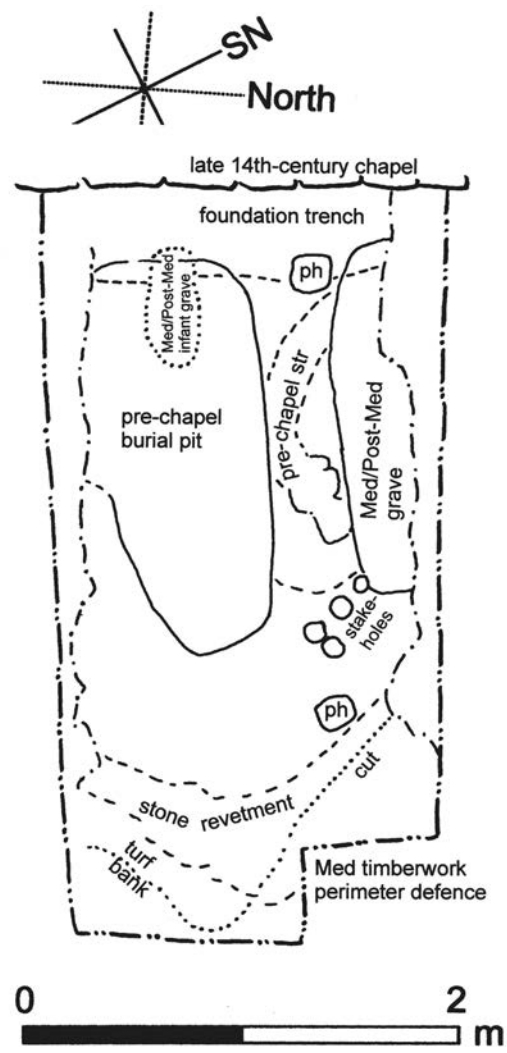 SN
North
late 14th-century chapel
foundation trench
ph
Med/Post-Med
infant grave
pre-chapel
burial pit
pre-chapel str
Med/Post-Med
grave
stake-
holes
ph
cut
stone revetment
turf
bank
Med timberwork
perimeter defence
0
2
m